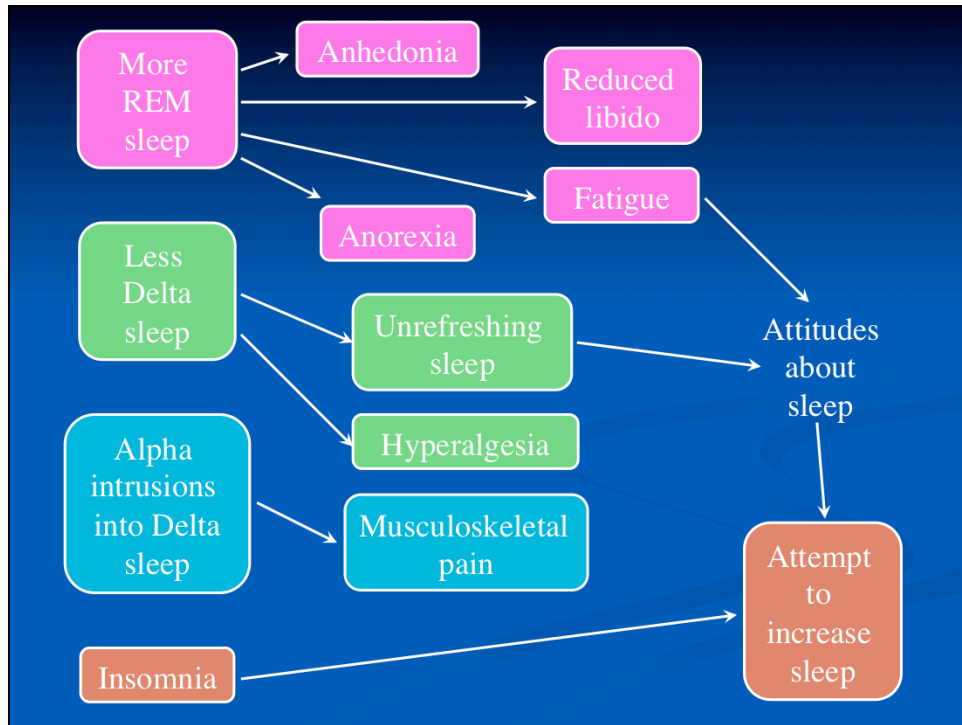 More
REM
sleep
Anhedonia
Reduced
libido
Fatigue
Anorexia
Less
Delta
sleep
Unrefreshing
sleep
Attitudes
about
sleep
Hyperalgesia
Alpha
intrusions
into Delta
sleep
Musculoskeletal
pain
Attempt
to
increase
sleep
Insomnia